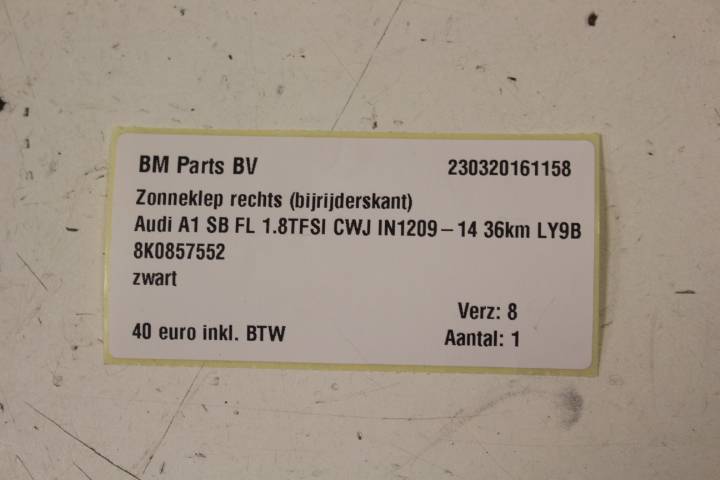 BM Parts BV 230320161158
Zonneklep rechts (bijrijderskant)
Audi A1 SB FL 1.8TFSI CWJ IN1209-14 36km LY9B
8K0857552
zwart
Verz: 8
40 euro inkl. BTW Aantal: 1